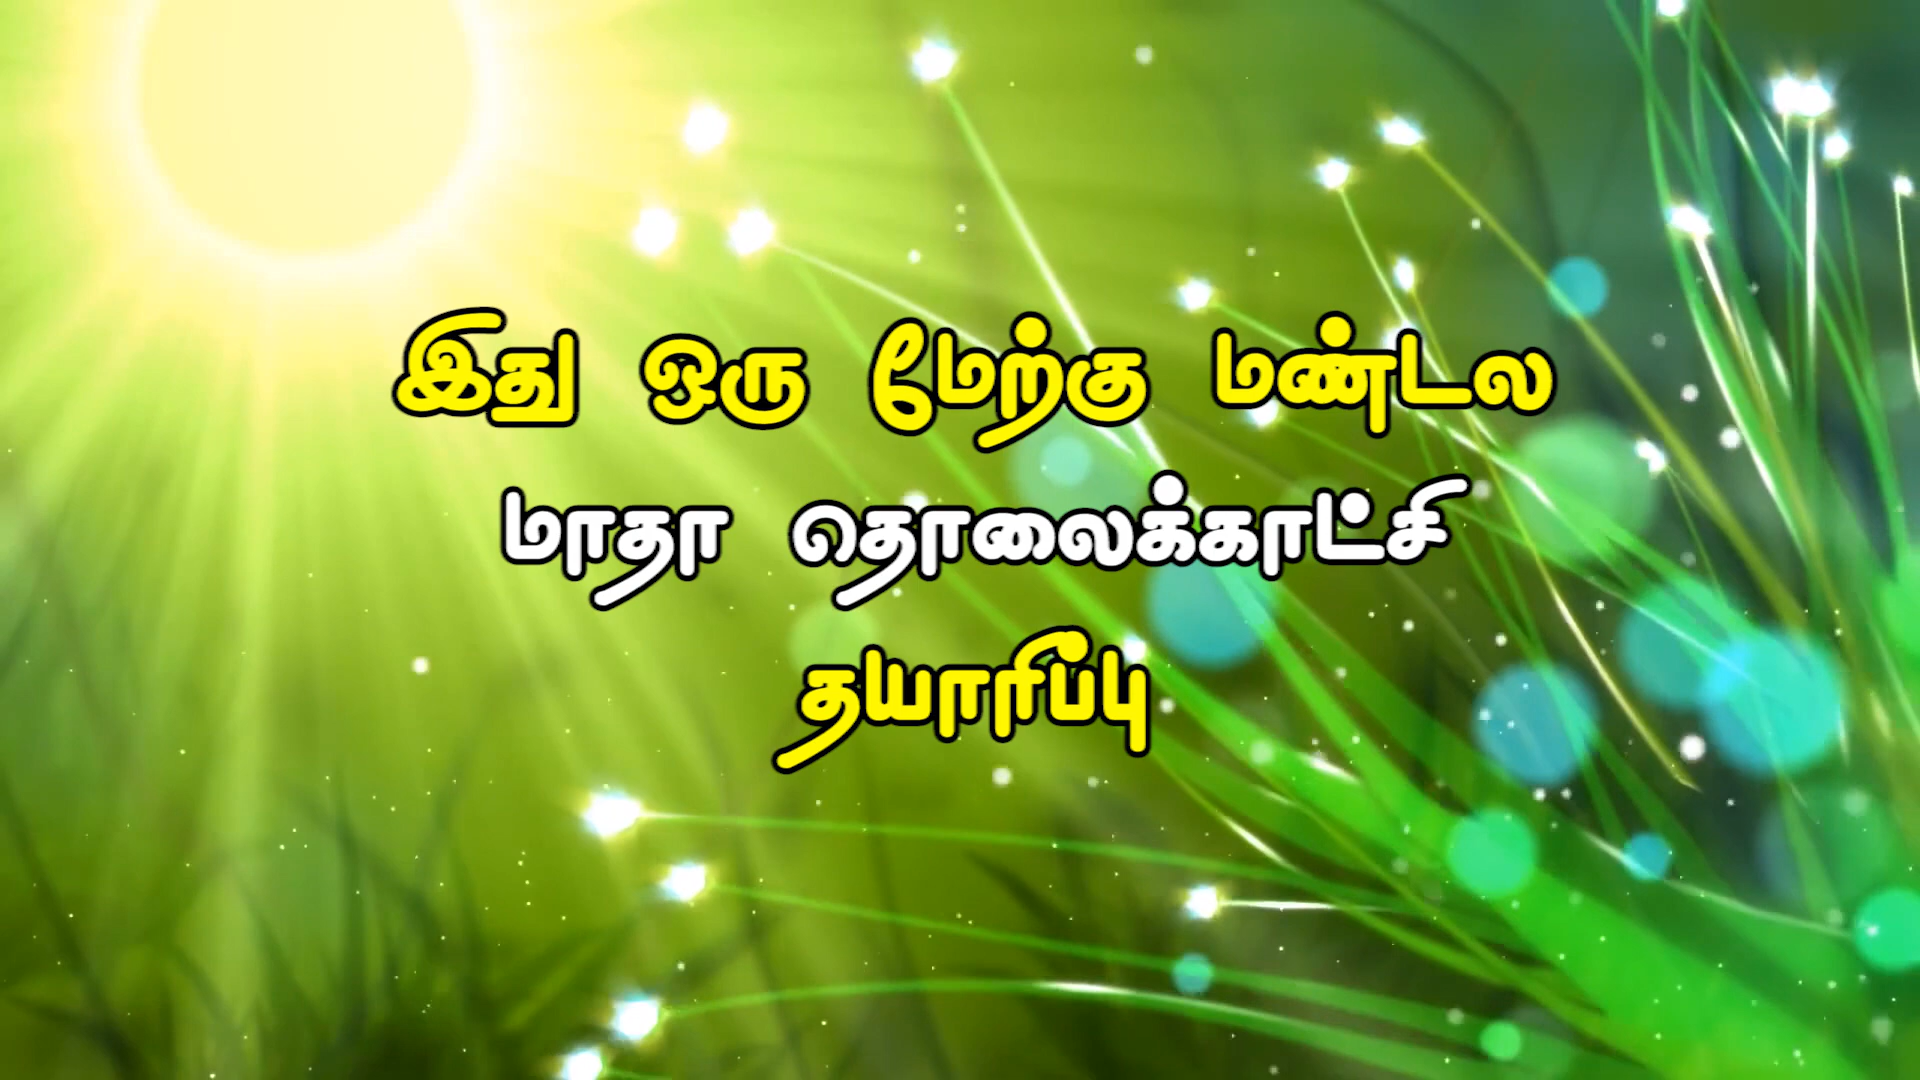 இது ஒரு மேற்கு மண்டல
மாதா தொலைக்காட்சி
தயாரிப்பு